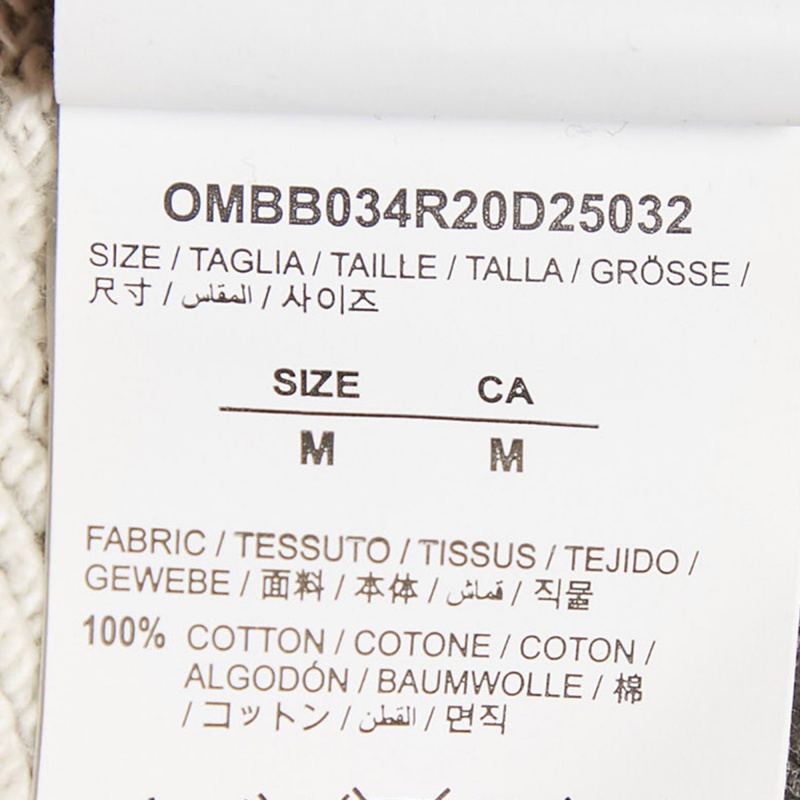 OMBB034R20D25032
SIZE / TAGLIA / TAILLE / TALLA / GRÖSSE /
尺寸 / المقاس / 사이즈
SIZE CA
M M
FABRIC / TESSUTO / TISSUS / TEJIDO /
GEWEBE / 面料 / 本体 / قماش / 직물
100% COTTON / COTONE / COTON /
ALGODÓN / BAUMWOLLE / 棉
/ コットン / القطن / 면직